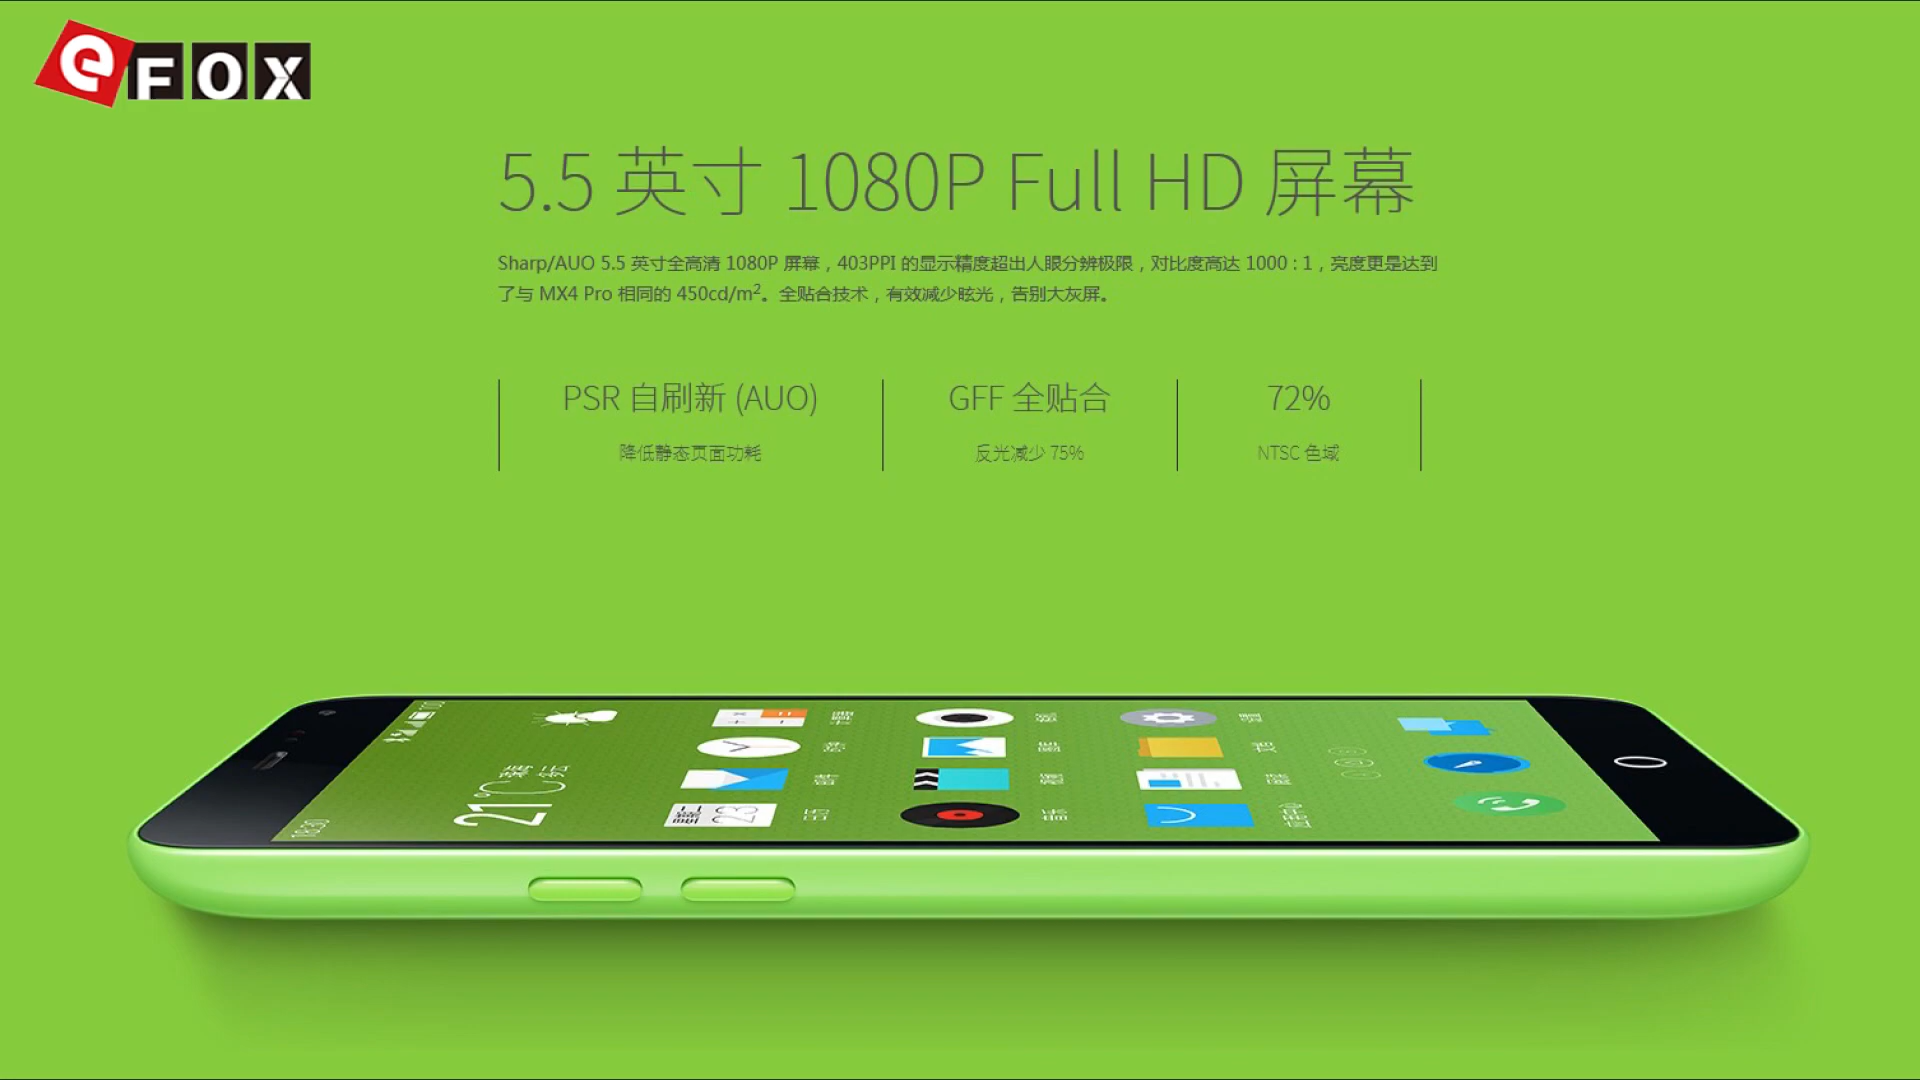 eFOX
5.5 英寸 1080P Full HD 屏幕
Sharp/AUO 5.5 英寸全高清 1080P 屏幕，403PPI 的显示精度超出人眼分辨极限，对比度高达 1000 : 1，亮度更是达到
了与 MX4 Pro 相同的 450cd/m²。全贴合技术，有效减少眩光，告别大灰屏。
PSR 自刷新 (AUO)
降低静态页面功耗
GFF 全贴合
反光减少 75%
72%
NTSC 色域
18:30
21°C
23